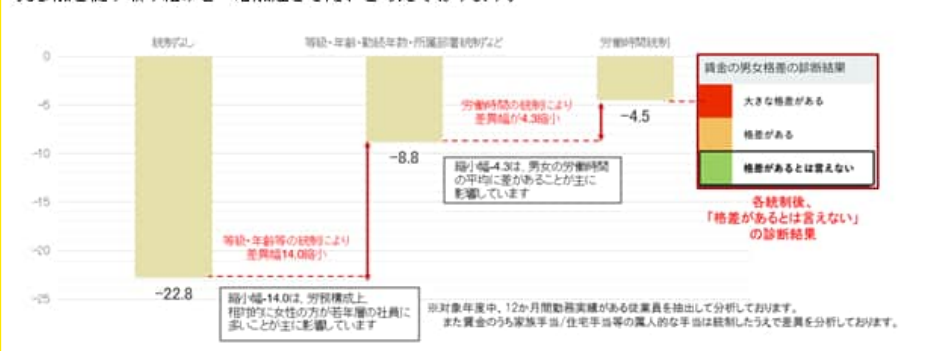 統制なし
等級・年齢・勤続年数・所属部署統制など
労働時間統制
0
-5
-10
-15
-20
-25
-22.8
-8.8
-4.5
等級・年齢等の統制により
差異幅14.0縮小
労働時間の統制により
差異幅が4.3縮小
縮小幅-14.0は、労務構成上、
相対的に女性の方が若年層の社員に
多いことが主に影響しています
縮小幅-4.3は、男女の労働時間
の平均に差があることが主に
影響しています
賃金の男女格差の診断結果
大きな格差がある
格差がある
格差があるとは言えない
各統制後、
「格差があるとは言えない」
の診断結果
※対象年度中、12か月間勤務実績がある従業員を抽出して分析しております。
また賃金のうち家族手当/住宅手当等の属人的な手当は統制したうえで差異を分析しております。